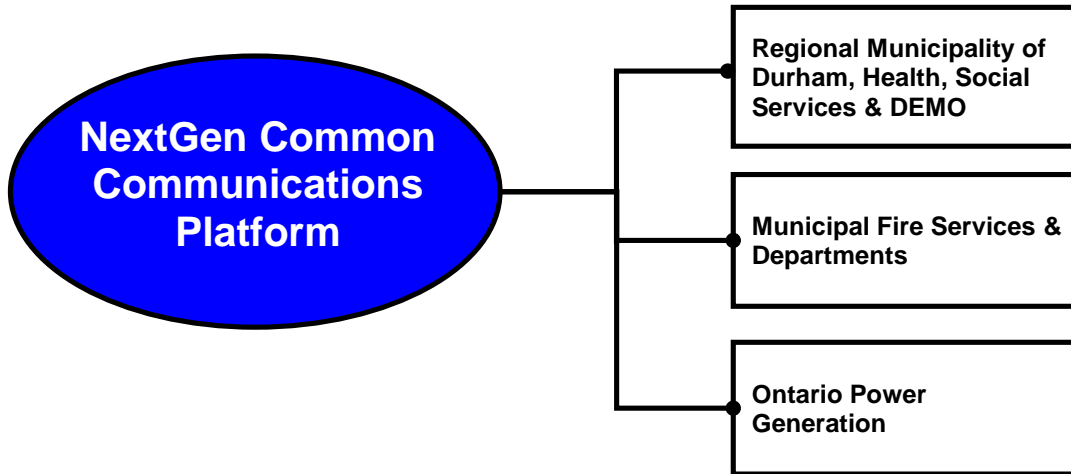 NextGen Common
Communications
Platform
Regional Municipality of
Durham, Health, Social
Services & DEMO
Municipal Fire Services &
Departments
Ontario Power
Generation